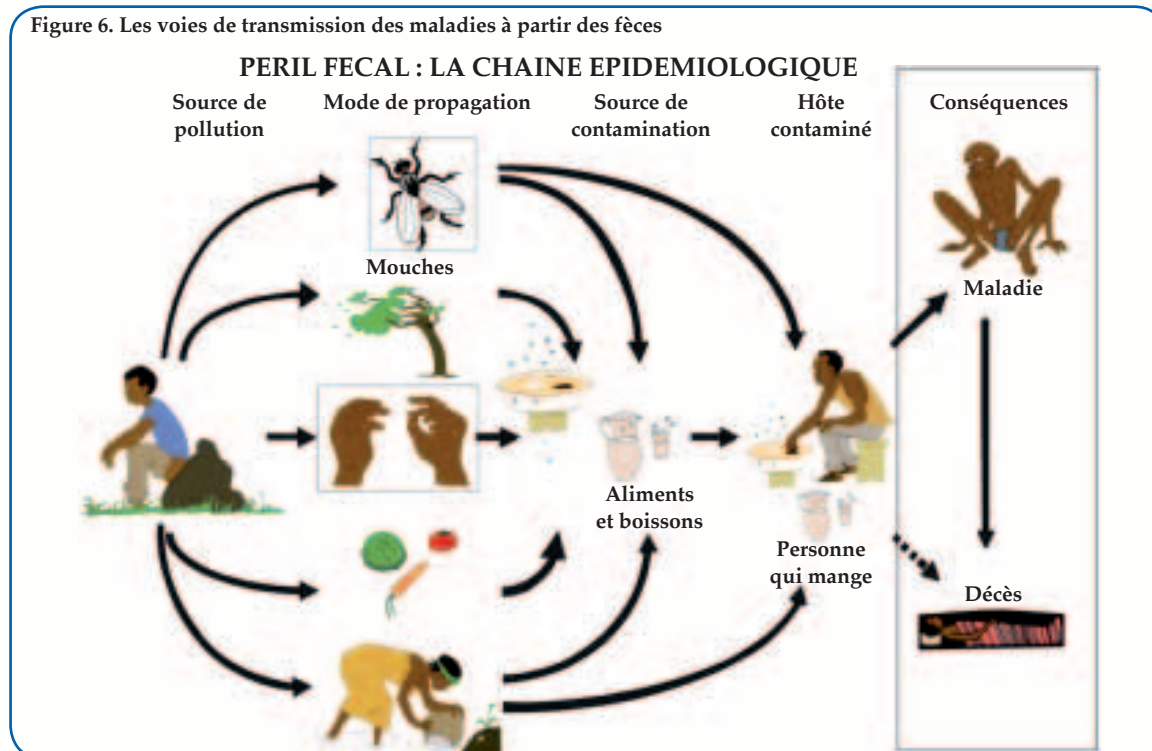 Figure 6. Les voies de transmission des maladies à partir des fèces
PERIL FECAL : LA CHAINE EPIDEMIOLOGIQUE
Source de
pollution
Mode de propagation
Source de
contamination
Hôte
contaminé
Conséquences
Mouches
Maladie
Aliments
et boissons
Personne
qui mange
Décès